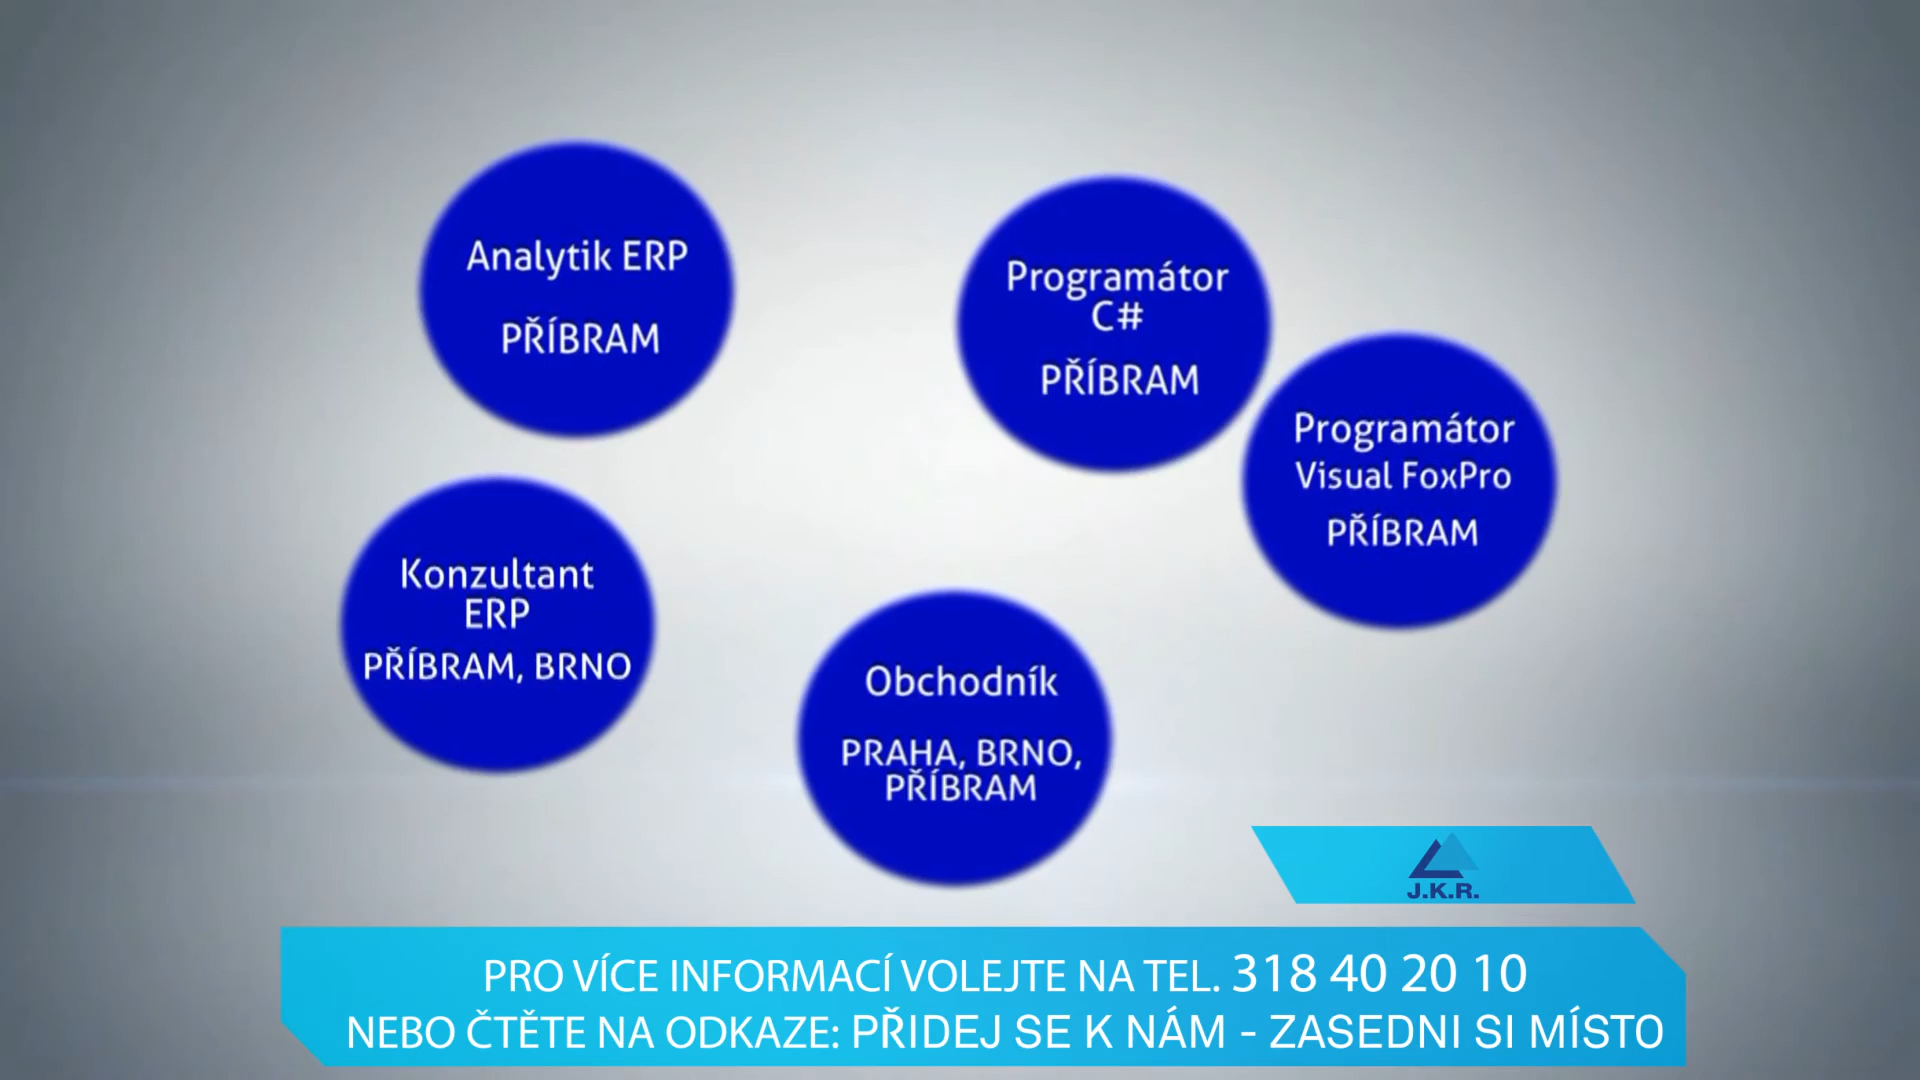 Analytik ERP
PŘÍBRAM
Programátor
C#
PŘÍBRAM
Programátor
Visual FoxPro
PŘÍBRAM
Konzultant
ERP
PŘÍBRAM, BRNO
Obchodník
PRAHA, BRNO,
PŘÍBRAM
J.K.R.
PRO VÍCE INFORMACÍ VOLEJTE NA TEL. 318 40 20 10
NEBO ČTĚTE NA ODKAZE: PŘIDEJ SE K NÁM - ZASEDNI SI MÍSTO